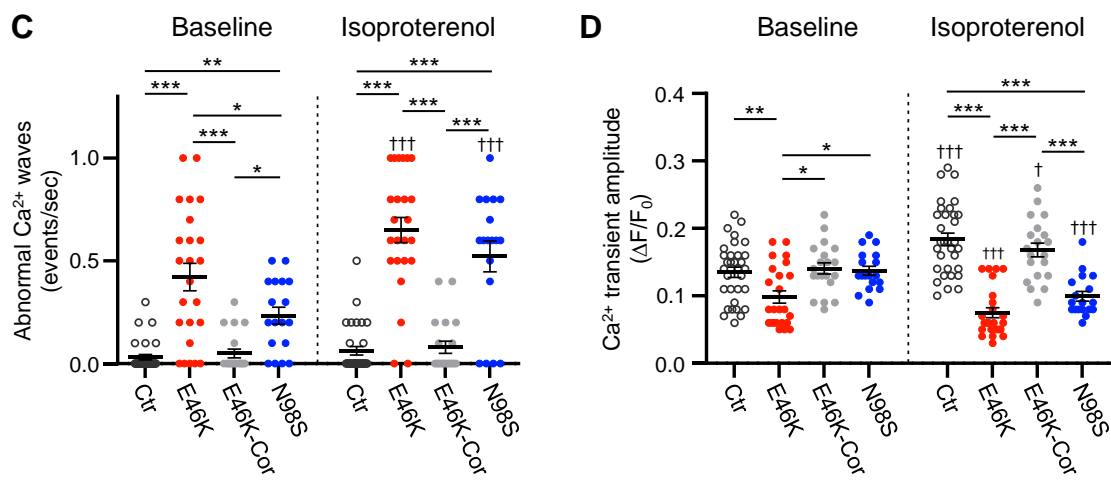 C
Baseline
Isoproterenol
**
***
***
***
*
***
***
***
*
†††
†††
Abnormal Ca²⁺ waves
(events/sec)
1.0
0.5
0.0
Ctr
E46K
E46K-Cor
N98S
Ctr
E46K
E46K-Cor
N98S
D
Baseline
Isoproterenol
***
**
***
***
*
***
*
†††
†
†††
†††
Ca²⁺ transient amplitude
(ΔF/F₀)
0.4
0.3
0.2
0.1
0.0
Ctr
E46K
E46K-Cor
N98S
Ctr
E46K
E46K-Cor
N98S